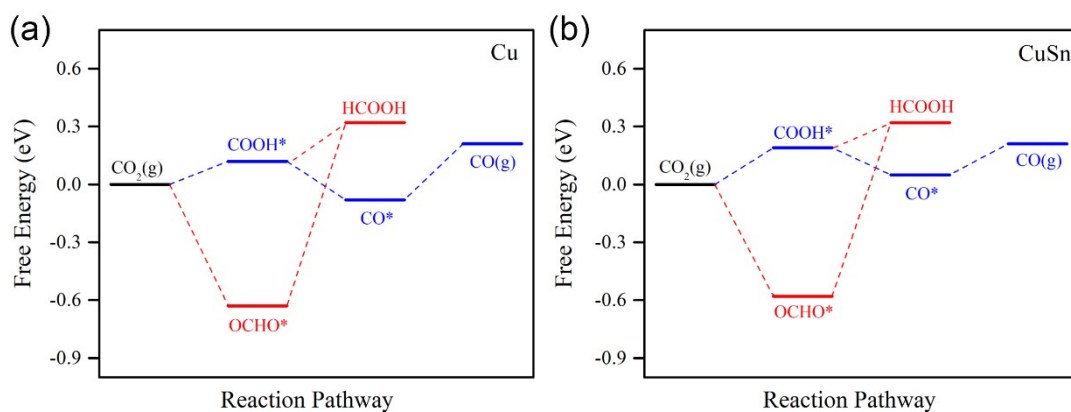 (a)
Cu
Free Energy (eV)
0.6
0.3
0.0
-0.3
-0.6
-0.9
CO₂(g)
COOH*
HCOOH
CO*
CO(g)
OCHO*
Reaction Pathway
(b)
CuSn
Free Energy (eV)
0.6
0.3
0.0
-0.3
-0.6
-0.9
CO₂(g)
COOH*
HCOOH
CO*
CO(g)
OCHO*
Reaction Pathway